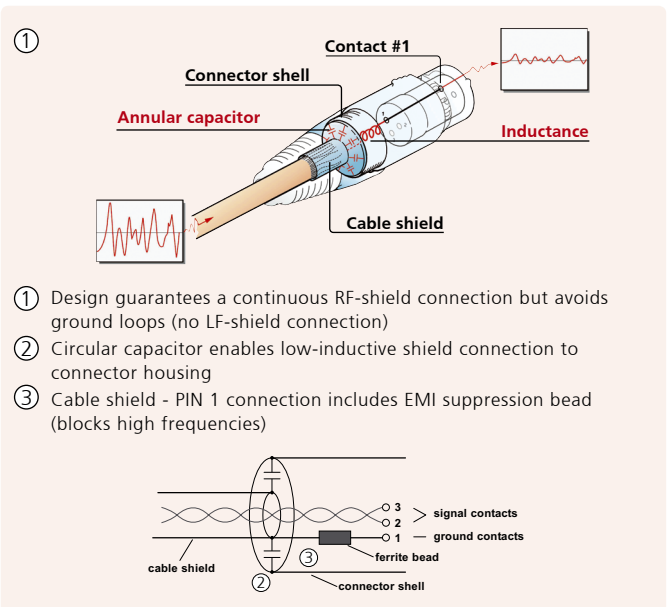 1
Contact #1
Connector shell
Annular capacitor
Inductance
Cable shield
1 Design guarantees a continuous RF-shield connection but avoids
ground loops (no LF-shield connection)
2 Circular capacitor enables low-inductive shield connection to
connector housing
3 Cable shield - PIN 1 connection includes EMI suppression bead
(blocks high frequencies)
3
signal contacts
2
1
ground contacts
3
ferrite bead
cable shield
2
connector shell